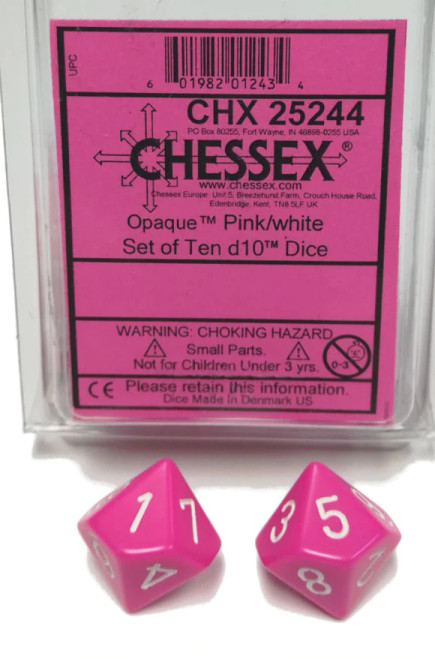 UPC
6 01982 01243 4
CHX 25244
PO Box 80255, Fort Wayne, IN 46898-0255 USA
CHESSEX®
www.chessex.com
Chessex Europe Unit 5, Breezehurst Farm, Crouch House Road,
Edenbridge, Kent, TN8 5LF UK
Opaque™ Pink/white
Set of Ten d10™ Dice
WARNING: CHOKING HAZARD
Small Parts.
Not for Children Under 3 yrs.
0-3
CE Please retain this information.
Dice Made in Denmark US
1 7
4
3 5
8